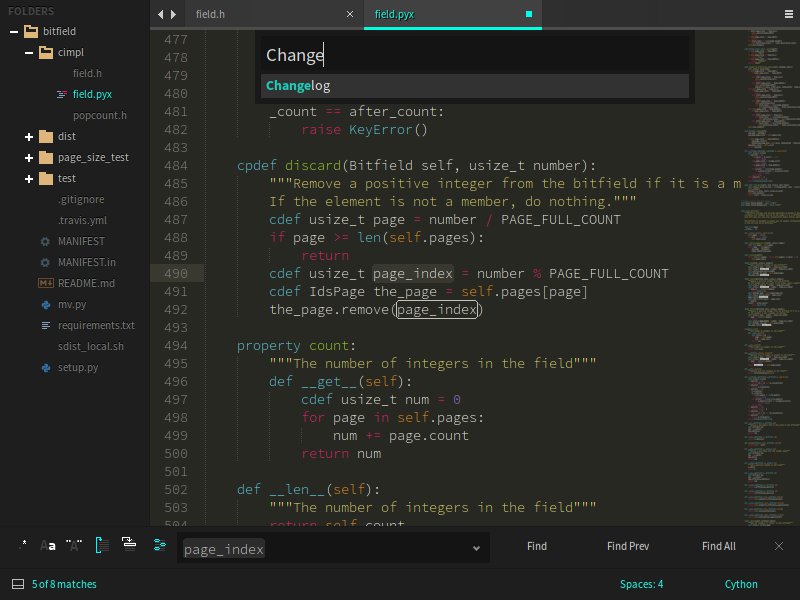 FOLDERS
bitfield
cimpl
field.h
field.pyx
popcount.h
dist
page_size_test
test
.gitignore
.travis.yml
MANIFEST
MANIFEST.in
README.md
mv.py
requirements.txt
sdist_local.sh
setup.py
field.h ×
field.pyx
Change
Changelog
477
478
479
480
481 _count == after_count:
482 raise KeyError()
483
484 cpdef discard(Bitfield self, usize_t number):
485 """Remove a positive integer from the bitfield if it is a m
486 If the element is not a member, do nothing."""
487 cdef usize_t page = number / PAGE_FULL_COUNT
488 if page >= len(self.pages):
489 return
490 cdef usize_t page_index = number % PAGE_FULL_COUNT
491 cdef IdsPage the_page = self.pages[page]
492 the_page.remove(page_index)
493
494 property count:
495 """The number of integers in the field"""
496 def __get__(self):
497 cdef usize_t num = 0
498 for page in self.pages:
499 num += page.count
500 return num
501
502 def __len__(self):
503 """The number of integers in the field"""
504 return self.count
.* Aa "A" page_index Find Find Prev Find All ×
5 of 8 matches Spaces: 4 Cython